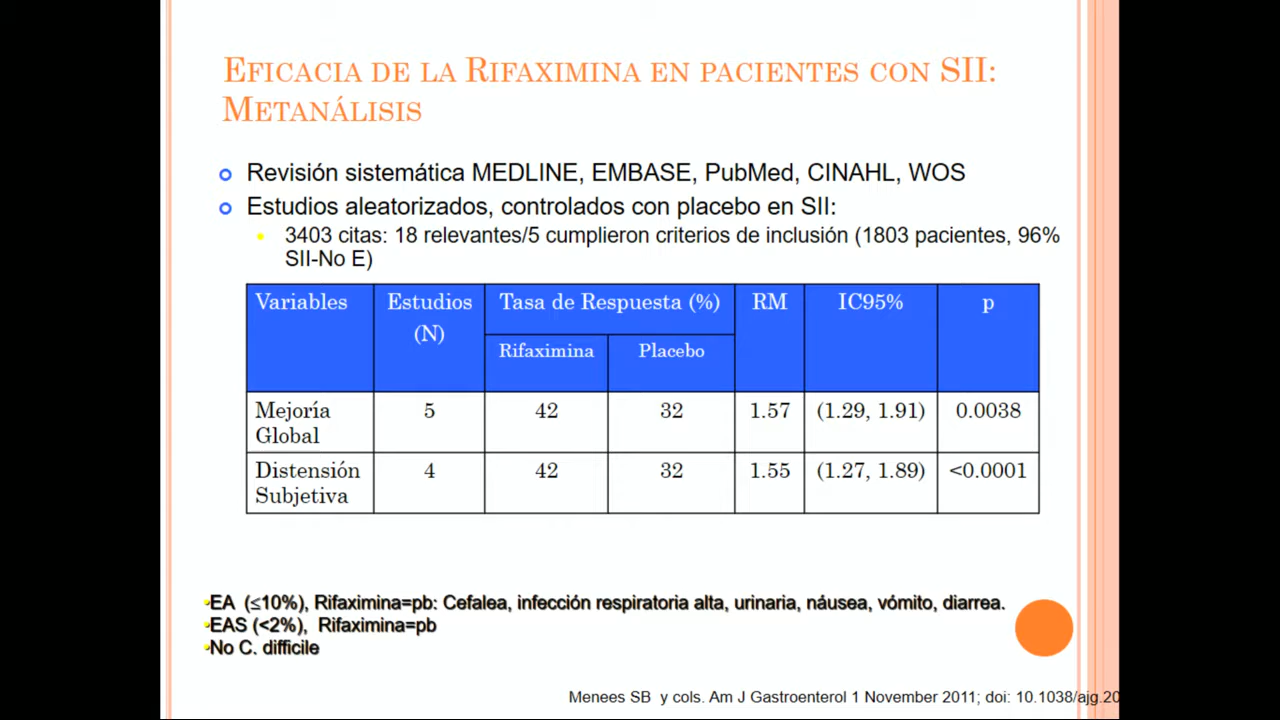 EFICACIA DE LA RIFAXIMINA EN PACIENTES CON SII:
METANÁLISIS
Revisión sistemática MEDLINE, EMBASE, PubMed, CINAHL, WOS
Estudios aleatorizados, controlados con placebo en SII:
3403 citas: 18 relevantes/5 cumplieron criterios de inclusión (1803 pacientes, 96%
SII-No E)
Variables Estudios (N) Tasa de Respuesta (%) RM IC95% p
Rifaximina Placebo
Mejoría Global 5 42 32 1.57 (1.29, 1.91) 0.0038
Distensión Subjetiva 4 42 32 1.55 (1.27, 1.89) <0.0001
•EA (≤10%), Rifaximina=pb: Cefalea, infección respiratoria alta, urinaria, náusea, vómito, diarrea.
•EAS (<2%), Rifaximina=pb
•No C. difficile
Menees SB y cols. Am J Gastroenterol 1 November 2011; doi: 10.1038/ajg.20